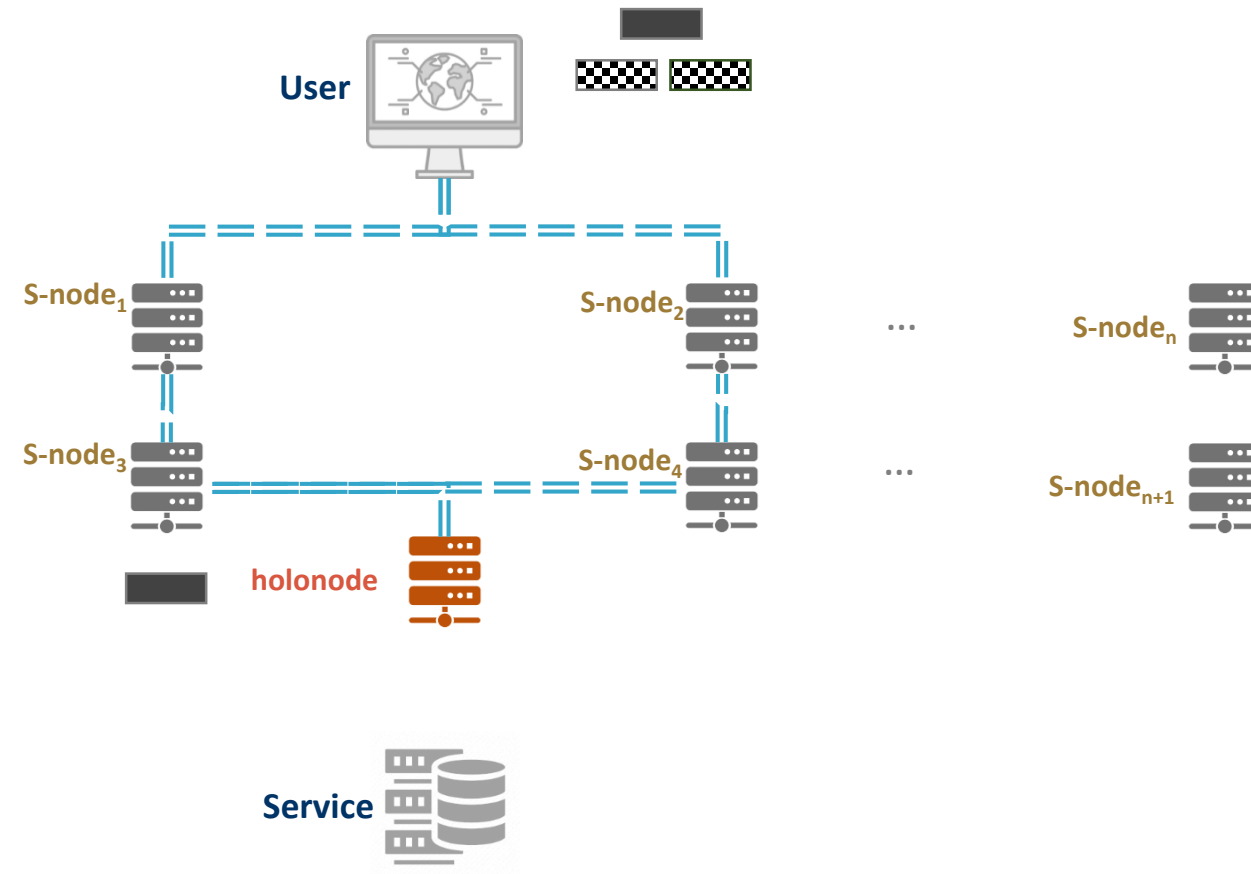 User
S-node₁
S-node₂
...
S-nodeₙ
S-node₃
S-node₄
...
S-nodeₙ₊₁
holonode
Service